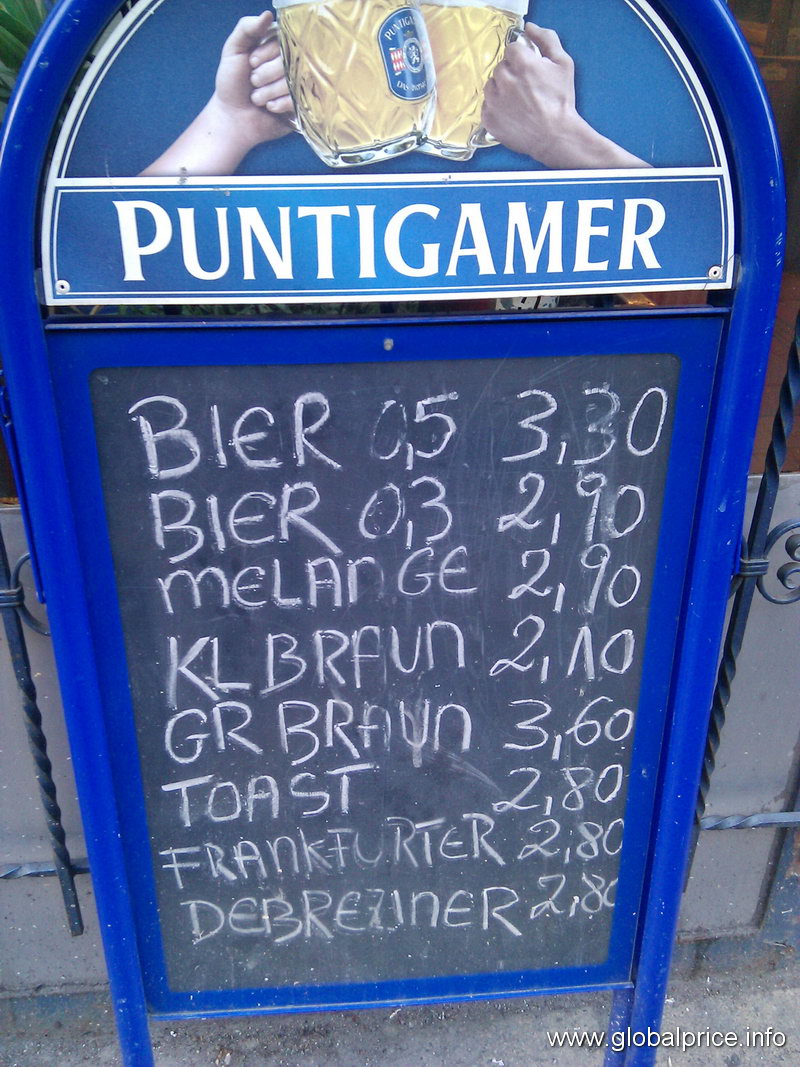 PUNTIGAMER
BIER 0,5 3,30
BIER 0,3 2,90
MELANGE 2,90
KL BRAUN 2,10
GR BRAUN 3,60
TOAST 2,80
FRANKFURTER 2,80
DEBREZINER 2,80
www.globalprice.info